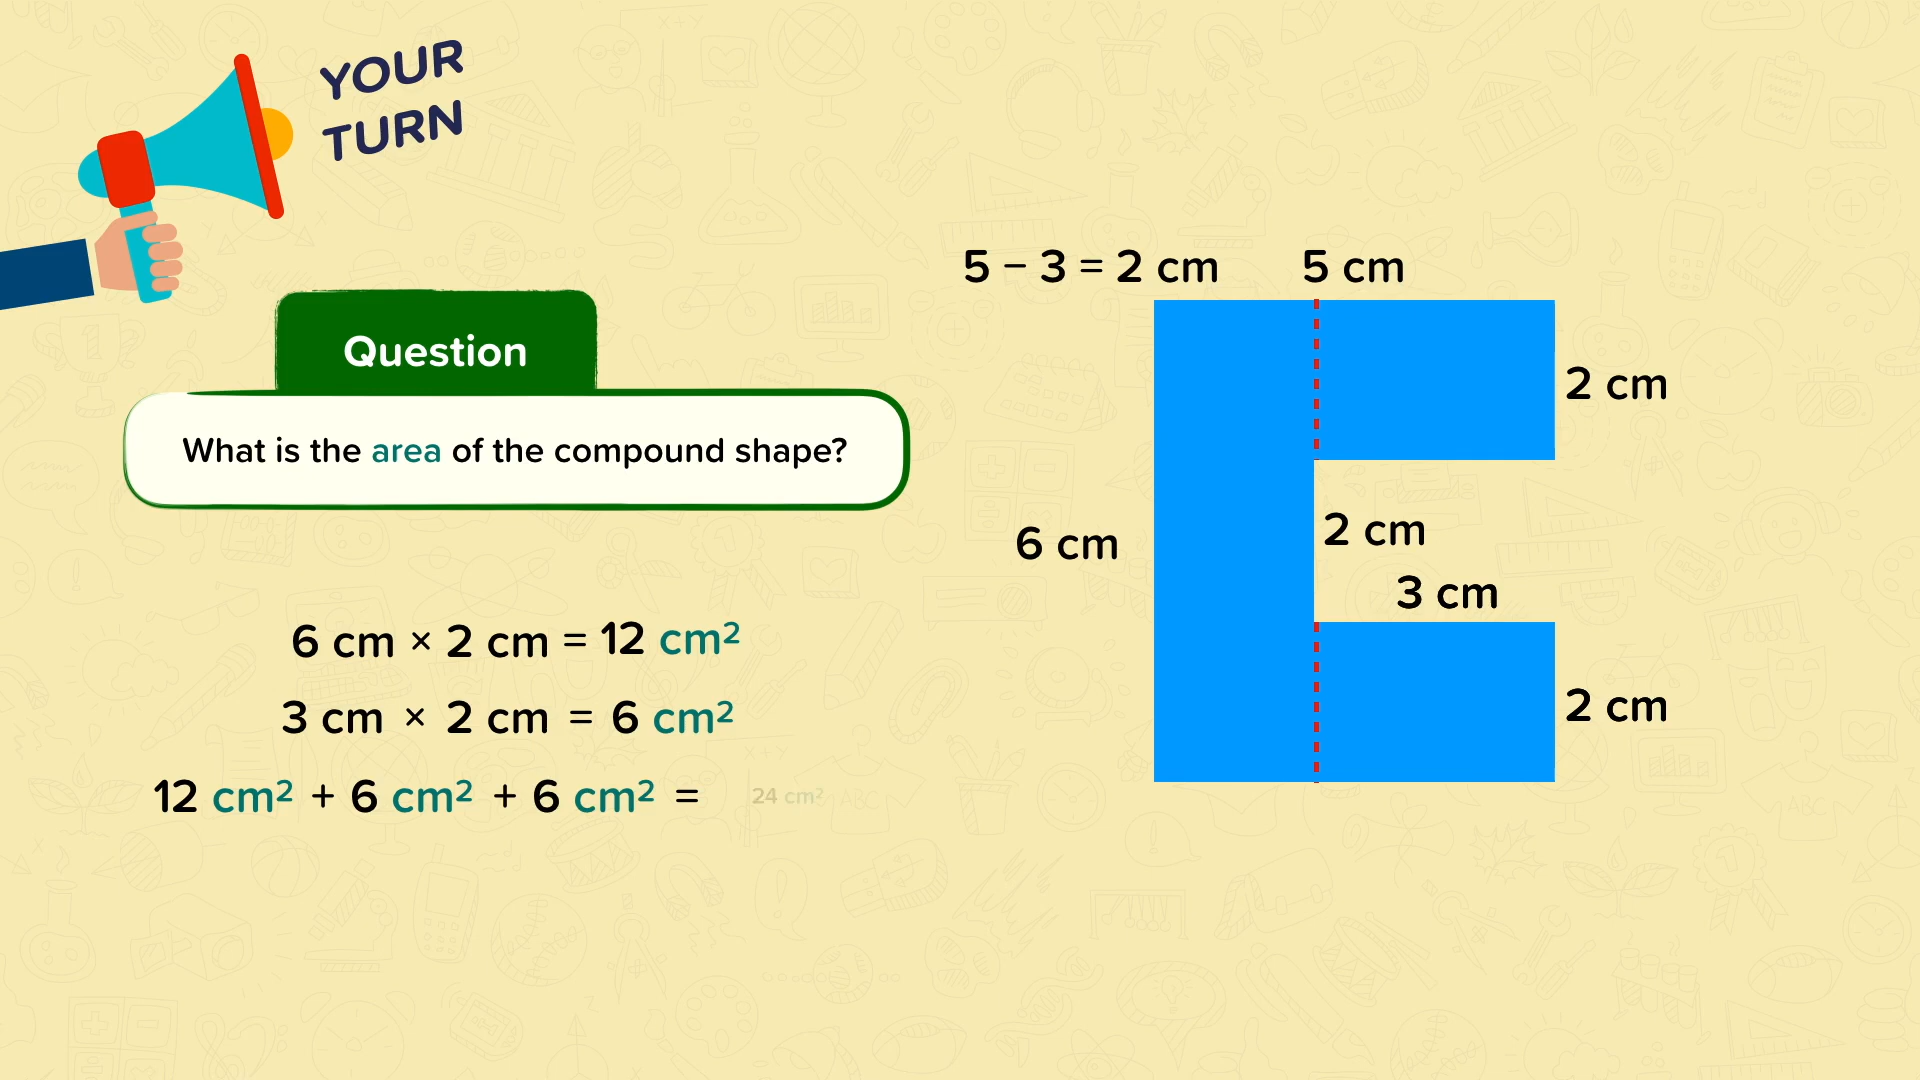 YOUR
TURN
Question
What is the area of the compound shape?
6 cm × 2 cm = 12 cm²
3 cm × 2 cm = 6 cm²
12 cm² + 6 cm² + 6 cm² = 24 cm²
5 − 3 = 2 cm
5 cm
2 cm
6 cm
2 cm
3 cm
2 cm